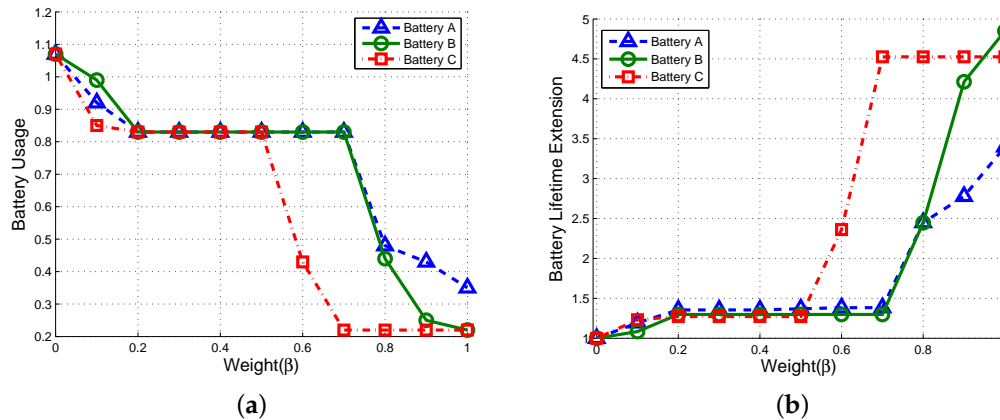 1.2
1.1
1
0.9
0.8
0.7
0.6
0.5
0.4
0.3
0.2
0 0.2 0.4 0.6 0.8 1
Battery Usage
Weight(β)
Battery A
Battery B
Battery C
(a)
5
4.5
4
3.5
3
2.5
2
1.5
1
0 0.2 0.4 0.6 0.8
Battery Lifetime Extension
Weight(β)
Battery A
Battery B
Battery C
(b)